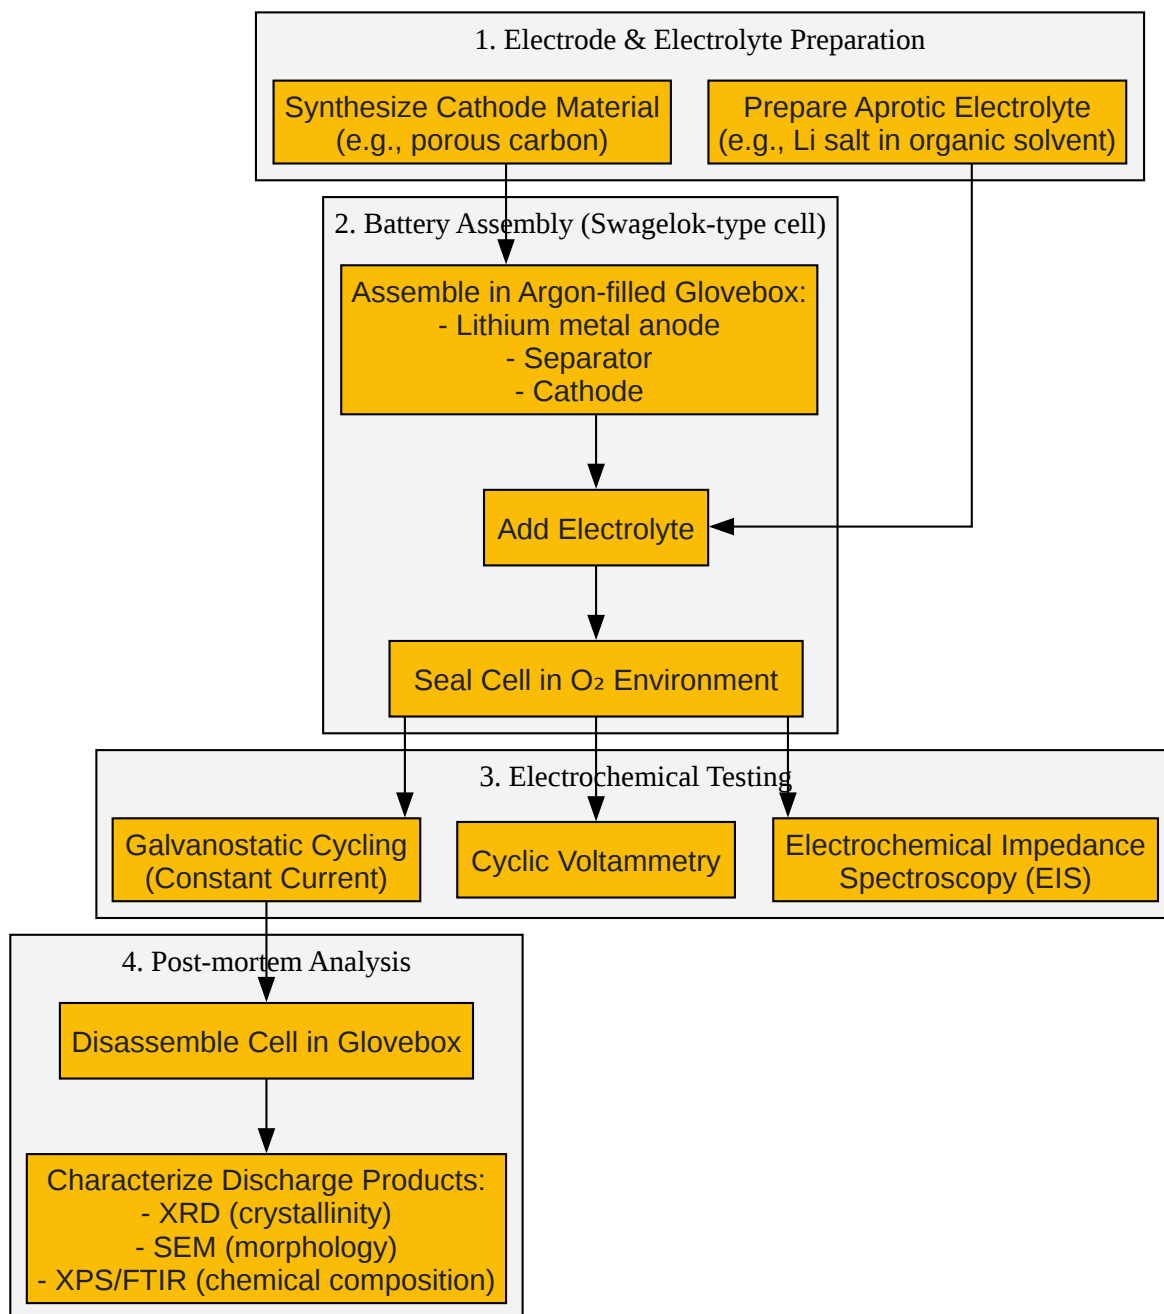 1. Electrode & Electrolyte Preparation
Synthesize Cathode Material
(e.g., porous carbon)
Prepare Aprotic Electrolyte
(e.g., Li salt in organic solvent)
2. Battery Assembly (Swagelok-type cell)
Assemble in Argon-filled Glovebox:
- Lithium metal anode
- Separator
- Cathode
Add Electrolyte
Seal Cell in O₂ Environment
3. Electrochemical Testing
Galvanostatic Cycling
(Constant Current)
Cyclic Voltammetry
Electrochemical Impedance
Spectroscopy (EIS)
4. Post-mortem Analysis
Disassemble Cell in Glovebox
Characterize Discharge Products:
- XRD (crystallinity)
- SEM (morphology)
- XPS/FTIR (chemical composition)